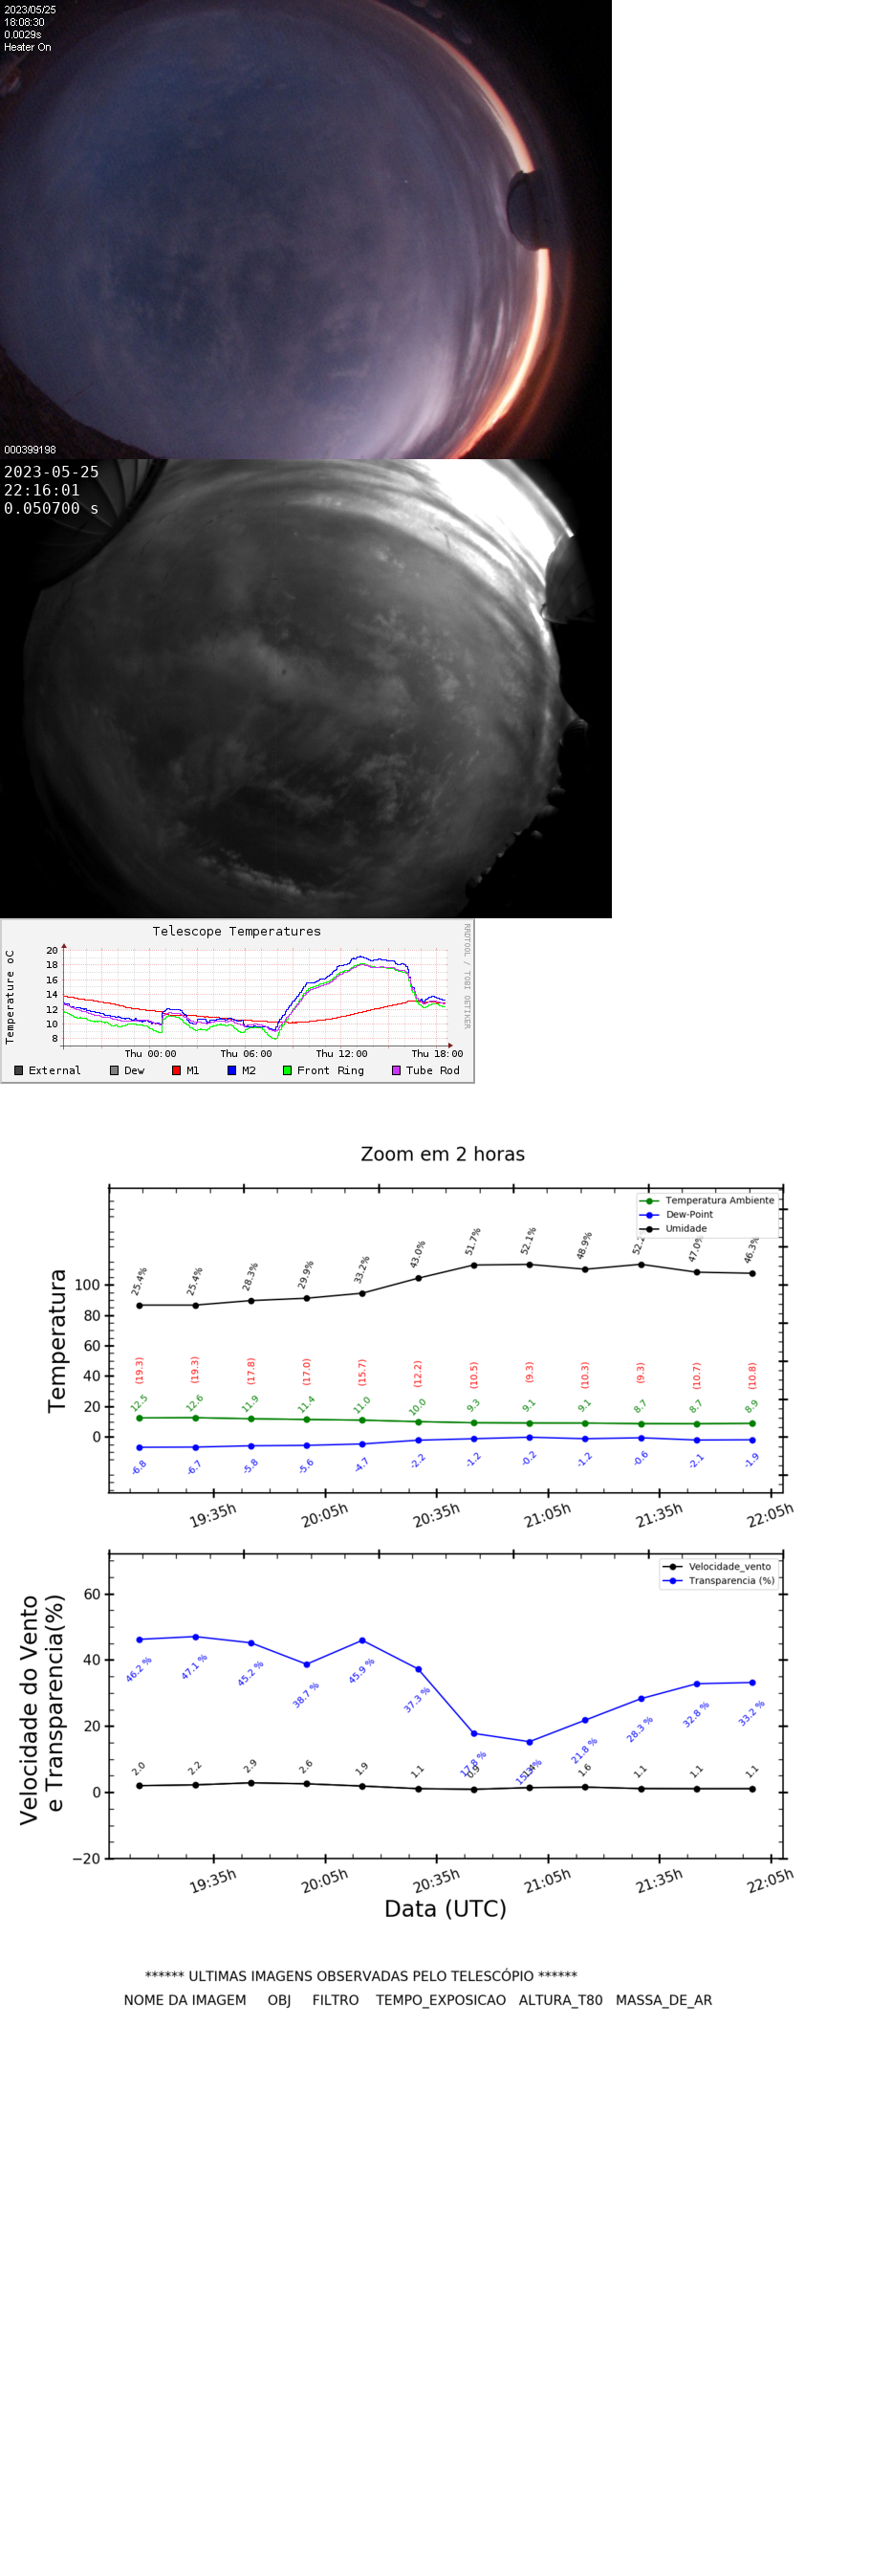 2023/05/25
18:08:30
0.0029s
Heater On
000399198
2023-05-25
22:16:01
0.050700 s
Telescope Temperatures
RRDTOOL / TOBI OETIKER
Temperature oC
20
18
16
14
12
10
8
Thu 00:00 Thu 06:00 Thu 12:00 Thu 18:00
External Dew M1 M2 Front Ring Tube Rod
Zoom em 2 horas
Temperatura Ambiente
Dew-Point
Umidade
Temperatura
100
80
60
40
20
0
25.4% 25.4% 28.3% 29.9% 33.2% 43.0% 51.7% 52.1% 48.9% 47.0% 46.3%
(19.3) (19.3) (17.8) (17.0) (15.7) (12.2) (10.5) (9.3) (10.3) (9.3) (10.7) (10.8)
12.5 12.6 11.9 11.4 11.0 10.0 9.3 9.1 9.1 8.7 8.7 8.9
-6.8 -6.7 -5.8 -5.6 -4.7 -2.2 -1.2 -0.2 -1.2 -0.6 -2.1 -1.9
19:35h 20:05h 20:35h 21:05h 21:35h 22:05h
Velocidade_vento
Transparencia (%)
Velocidade do Vento
e Transparencia(%)
60
40
20
0
−20
46.2 % 47.1 % 45.2 % 38.7 % 45.9 % 37.3 % 17.8 % 21.8 % 28.3 % 32.8 % 33.2 %
2.0 2.2 2.9 2.6 1.9 1.1 0.9 1.6 1.1 1.1 1.1
19:35h 20:05h 20:35h 21:05h 21:35h 22:05h
Data (UTC)
****** ULTIMAS IMAGENS OBSERVADAS PELO TELESCÓPIO ******
NOME DA IMAGEM OBJ FILTRO TEMPO_EXPOSICAO ALTURA_T80 MASSA_DE_AR